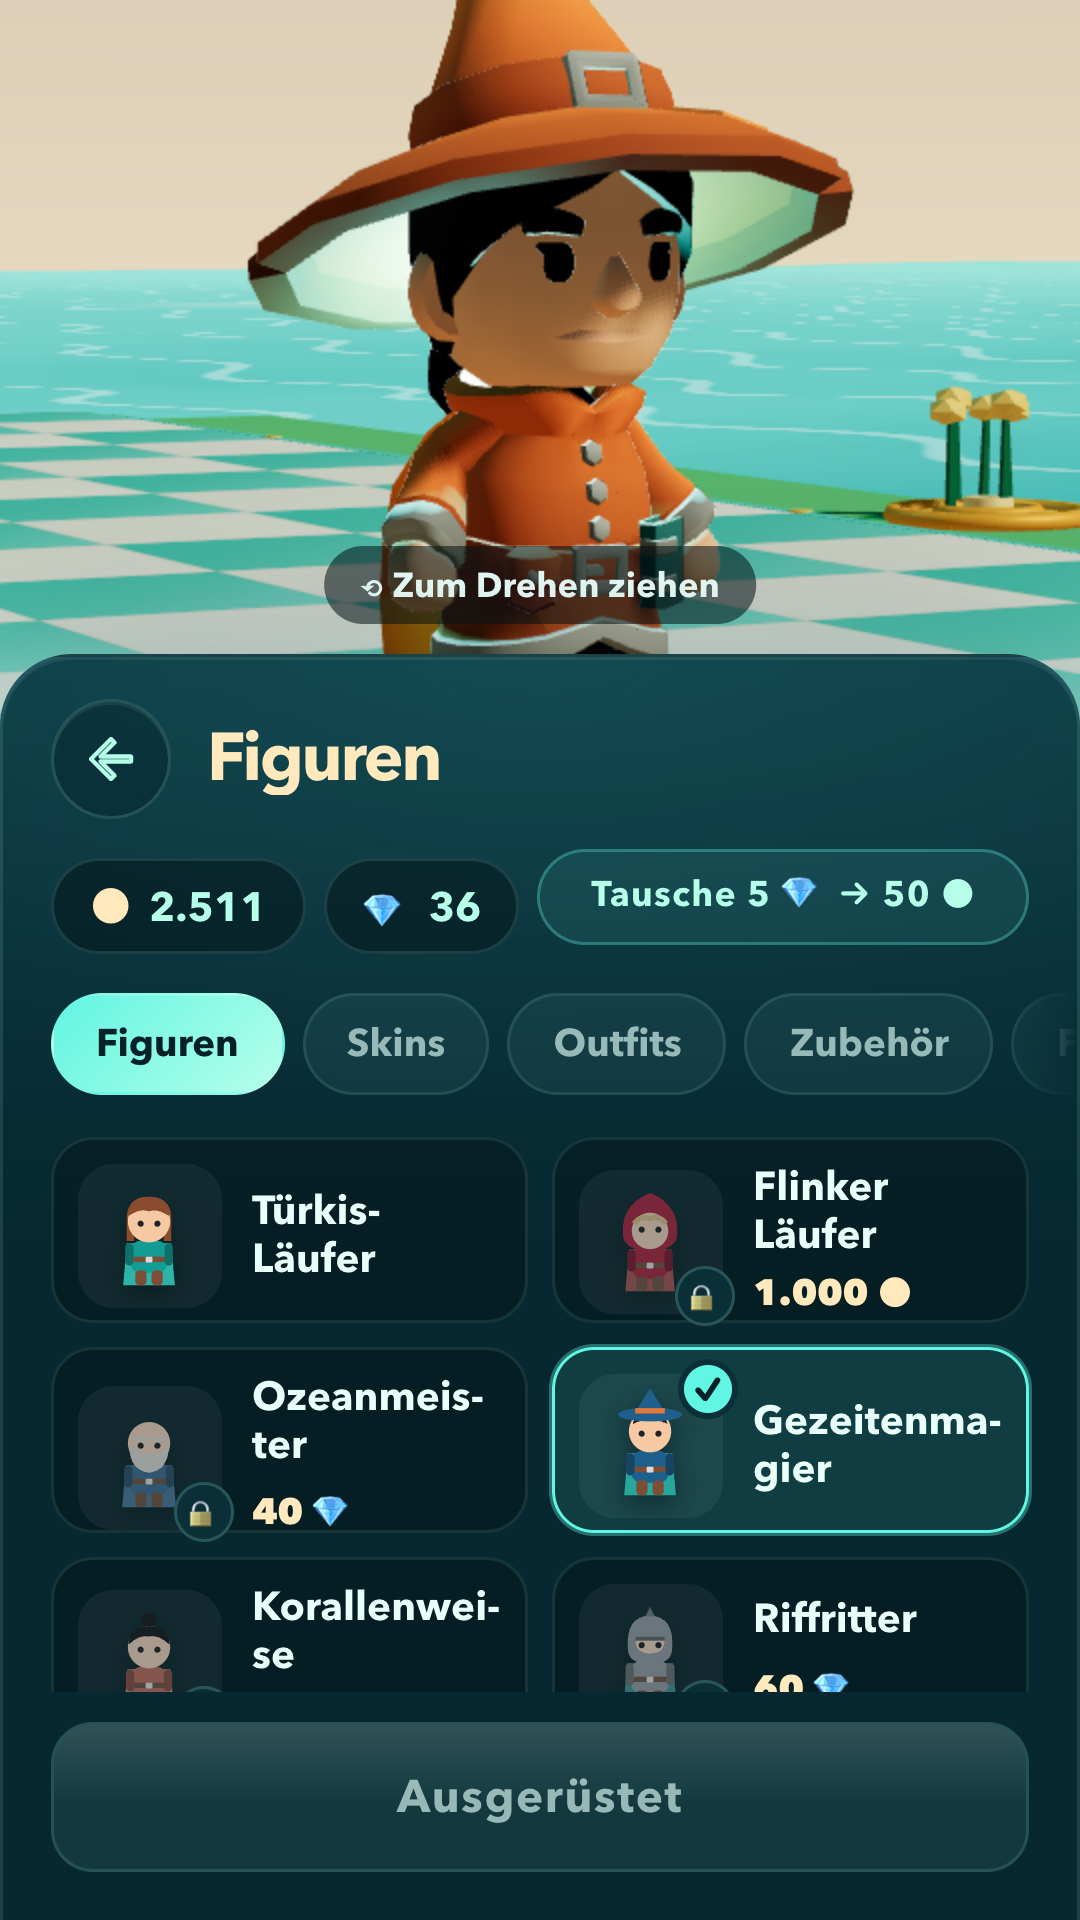 ⟲ Zum Drehen ziehen
Figuren
2.511
36
Tausche 5 💎 → 50
Figuren
Skins
Outfits
Zubehör
Türkis-
Läufer
Flinker
Läufer
1.000
Ozeanmeis-
ter
40
Gezeitenma-
gier
Korallenwei-
se
Riffritter
60
Ausgerüstet